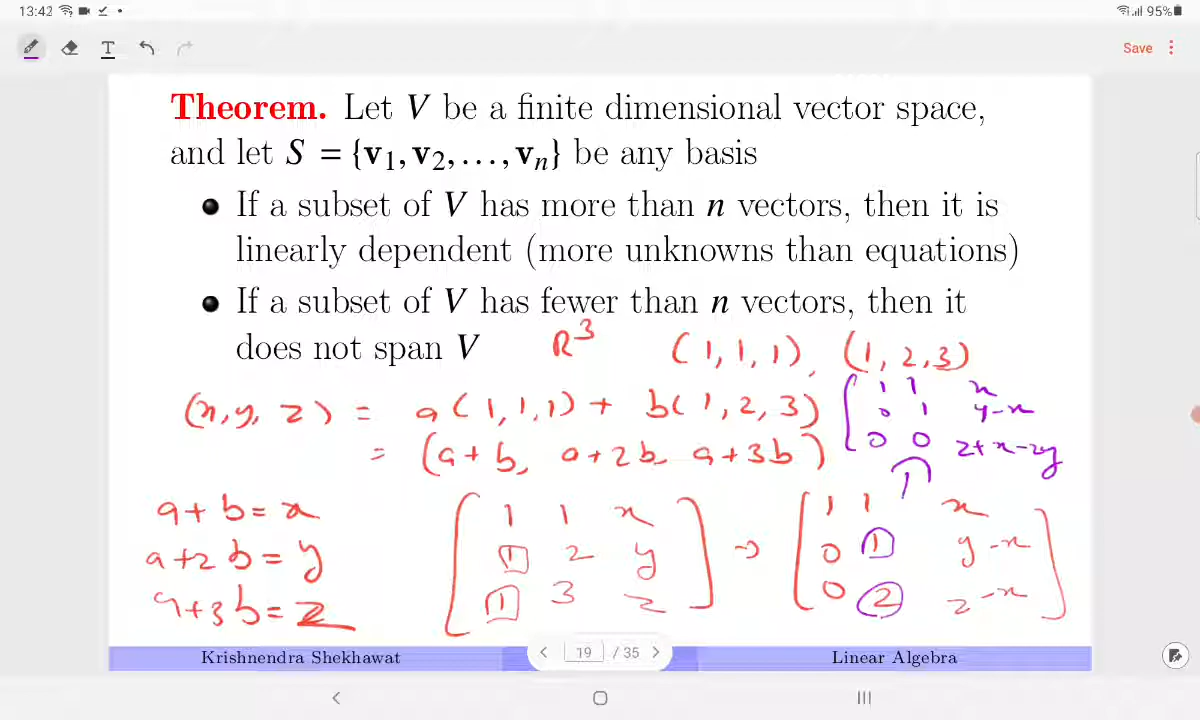 13:42
95%
T
Save
Theorem. Let V be a finite dimensional vector space,
and let S = {v₁, v₂, ..., vₙ} be any basis
● If a subset of V has more than n vectors, then it is
linearly dependent (more unknowns than equations)
● If a subset of V has fewer than n vectors, then it
does not span V
R³ (1,1,1), (1,2,3)
(x,y,z) = a(1,1,1) + b(1,2,3)
= (a+b, a+2b, a+3b)
1 1 x
0 1 y-x
0 0 z+x-2y
a+b=x
a+2b=y
a+3b=z
1 1 x
1 2 y
1 3 z
→
1 1 x
0 1 y-x
0 2 z-x
Krishnendra Shekhawat
< 19 / 35 >
Linear Algebra